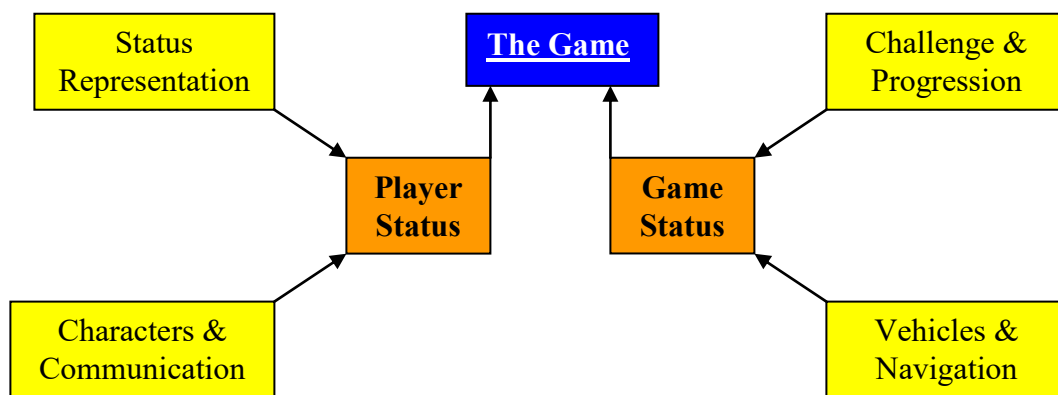 Status
Representation
The Game
Challenge &
Progression
Player
Status
Game
Status
Characters &
Communication
Vehicles &
Navigation